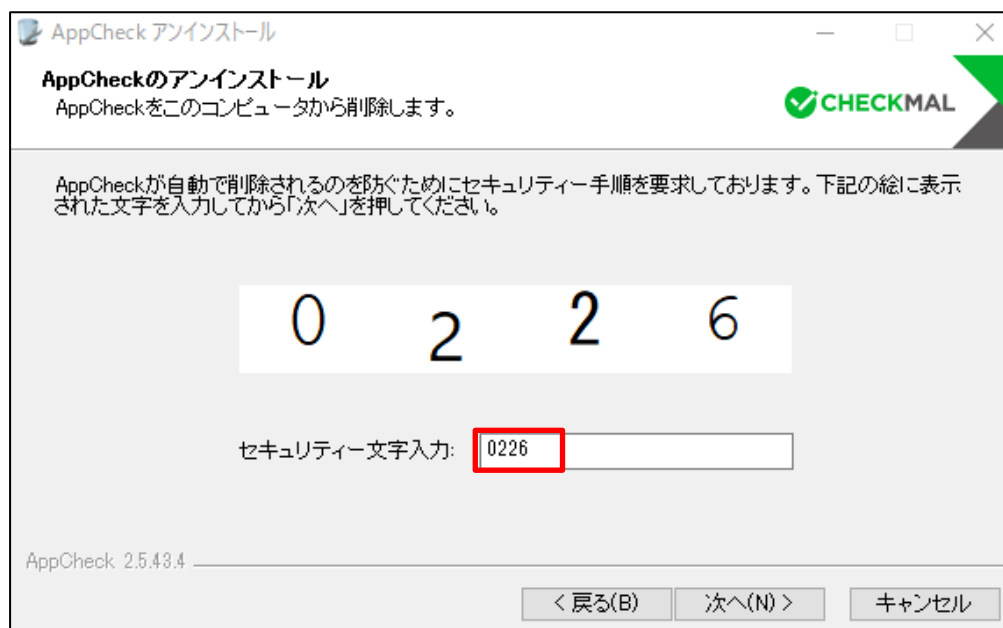 AppCheck アンインストール
AppCheckのアンインストール
AppCheckをこのコンピュータから削除します。
CHECKMAL
AppCheckが自動で削除されるのを防ぐためにセキュリティー手順を要求しております。下記の絵に表示
された文字を入力してから「次へ」を押してください。
0 2 2 6
セキュリティー文字入力: 0226
AppCheck 2.5.43.4
< 戻る(B) 次へ(N) > キャンセル